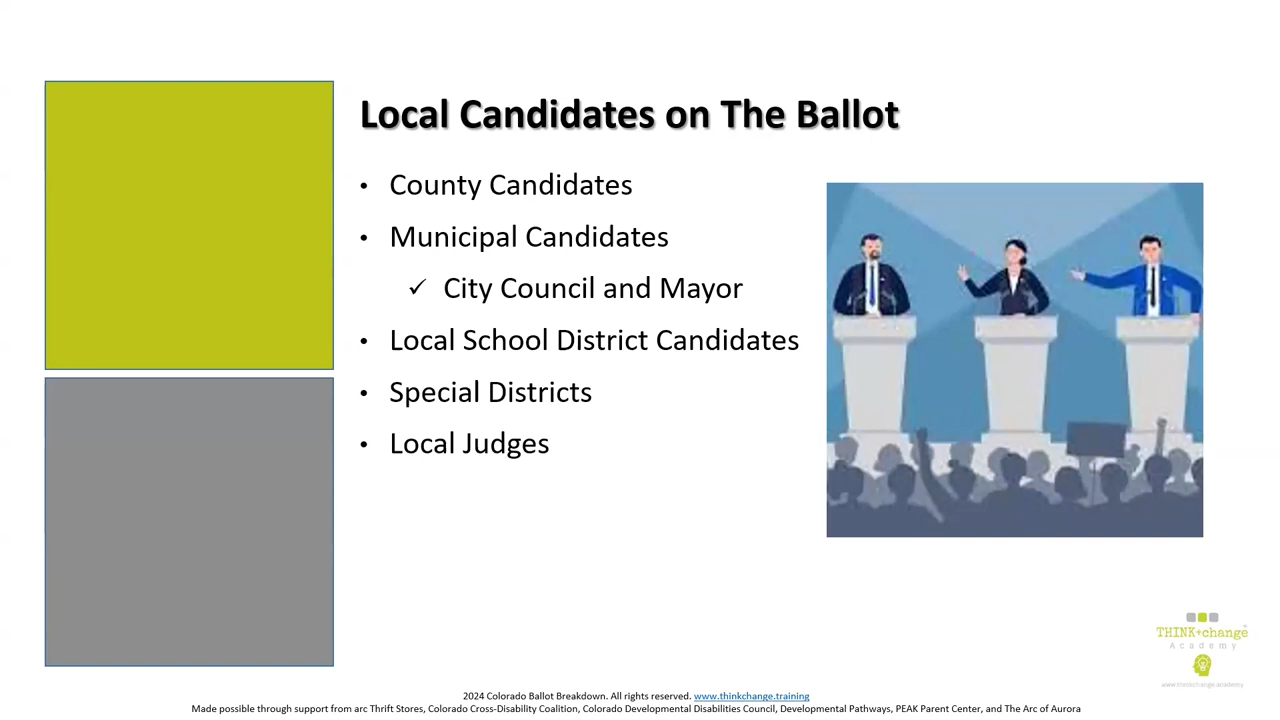 Local Candidates on The Ballot
• County Candidates
• Municipal Candidates
✓ City Council and Mayor
• Local School District Candidates
• Special Districts
• Local Judges
THINK+change
Academy
www.thinkchange.academy
2024 Colorado Ballot Breakdown. All rights reserved. www.thinkchange.training
Made possible through support from arc Thrift Stores, Colorado Cross-Disability Coalition, Colorado Developmental Disabilities Council, Developmental Pathways, PEAK Parent Center, and The Arc of Aurora